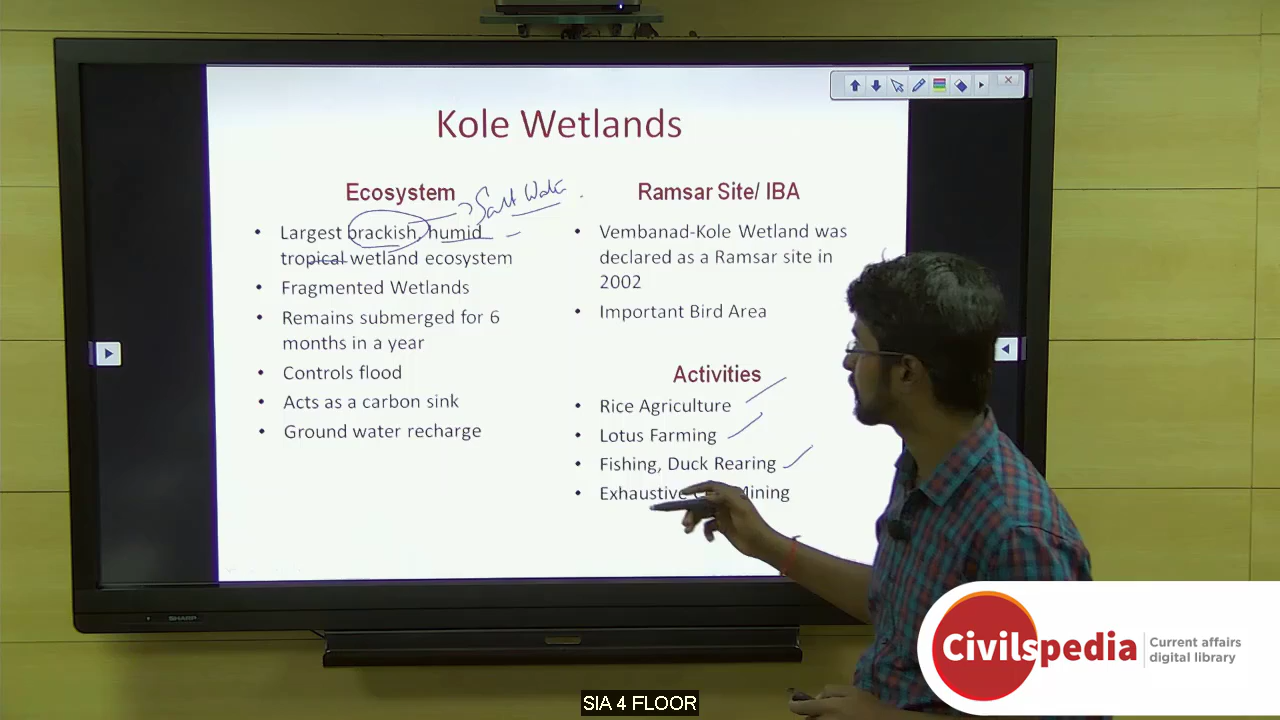 Kole Wetlands
Ecosystem
Salt Water
• Largest brackish, humid
tropical wetland ecosystem
• Fragmented Wetlands
• Remains submerged for 6
months in a year
• Controls flood
• Acts as a carbon sink
• Ground water recharge
Ramsar Site/ IBA
• Vembanad-Kole Wetland was
declared as a Ramsar site in
2002
• Important Bird Area
Activities
• Rice Agriculture
• Lotus Farming
• Fishing, Duck Rearing
• Exhaustive Mining
SHARP
Civilspedia
Current affairs
digital library
SIA 4 FLOOR